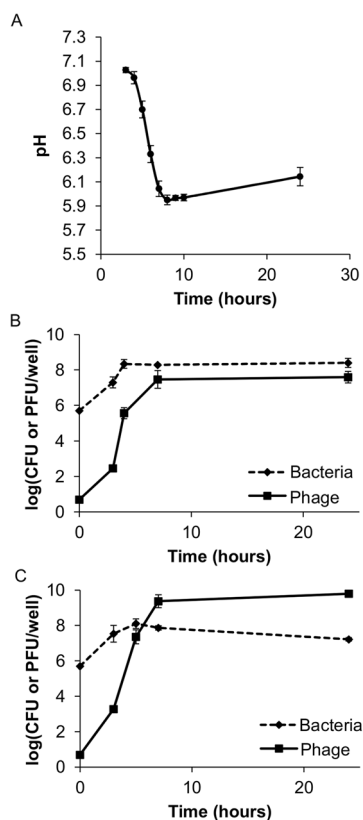 A
7.3
7.1
6.9
6.7
6.5
6.3
6.1
5.9
5.7
5.5
pH
0 10 20 30
Time (hours)
B
10
8
6
4
2
0
log(CFU or PFU/well)
Bacteria
Phage
0 10 20
Time (hours)
C
10
8
6
4
2
0
log(CFU or PFU/well)
Bacteria
Phage
0 10 20
Time (hours)